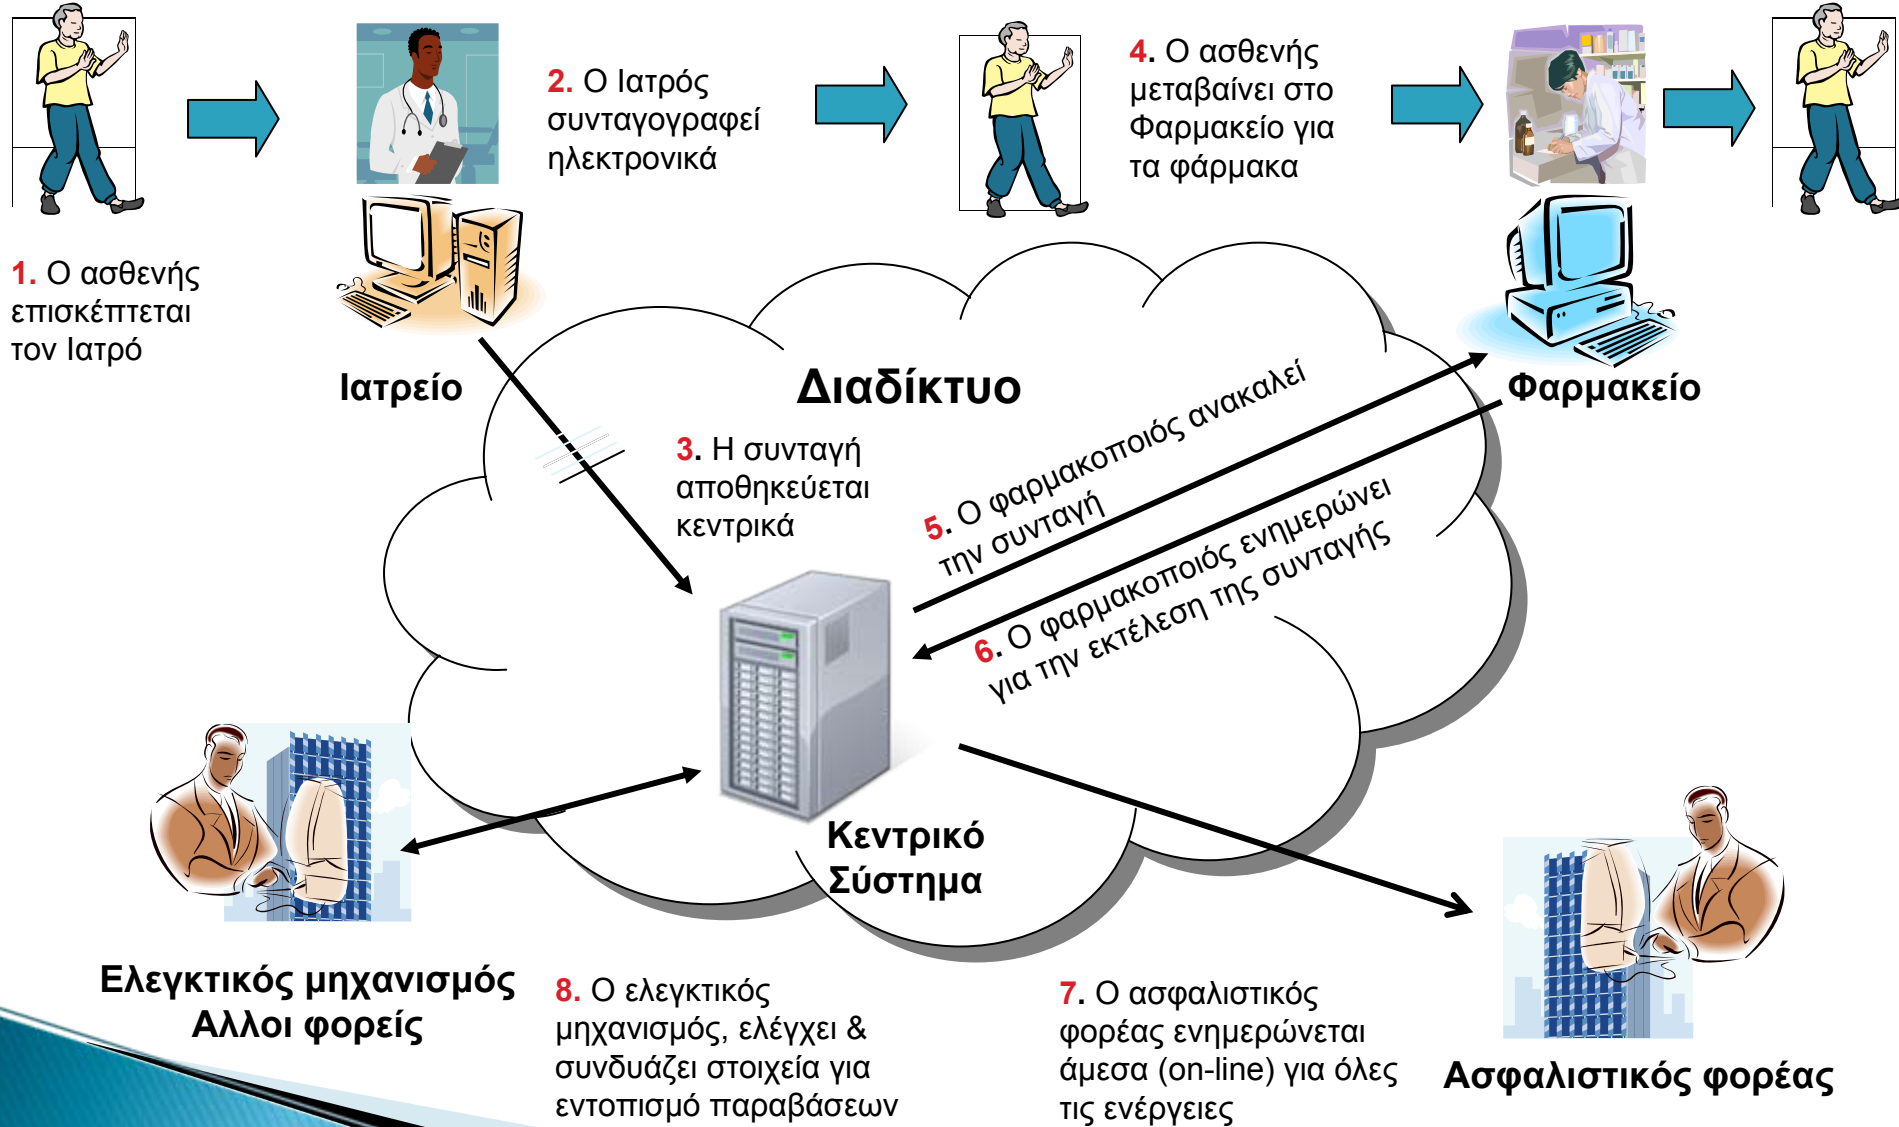 1. Ο ασθενής
επισκέπτεται
τον Ιατρό
2. Ο Ιατρός
συνταγογραφεί
ηλεκτρονικά
4. Ο ασθενής
μεταβαίνει στο
Φαρμακείο για
τα φάρμακα
Ιατρείο
Διαδίκτυο
Φαρμακείο
3. Η συνταγή
αποθηκεύεται
κεντρικά
5. Ο φαρμακοποιός ανακαλεί
την συνταγή
6. Ο φαρμακοποιός ενημερώνει
για την εκτέλεση της συνταγής
Κεντρικό
Σύστημα
Ελεγκτικός μηχανισμός
Αλλοι φορείς
8. Ο ελεγκτικός
μηχανισμός, ελέγχει &
συνδυάζει στοιχεία για
εντοπισμό παραβάσεων
7. Ο ασφαλιστικός
φορέας ενημερώνεται
άμεσα (on-line) για όλες
τις ενέργειες
Ασφαλιστικός φορέας